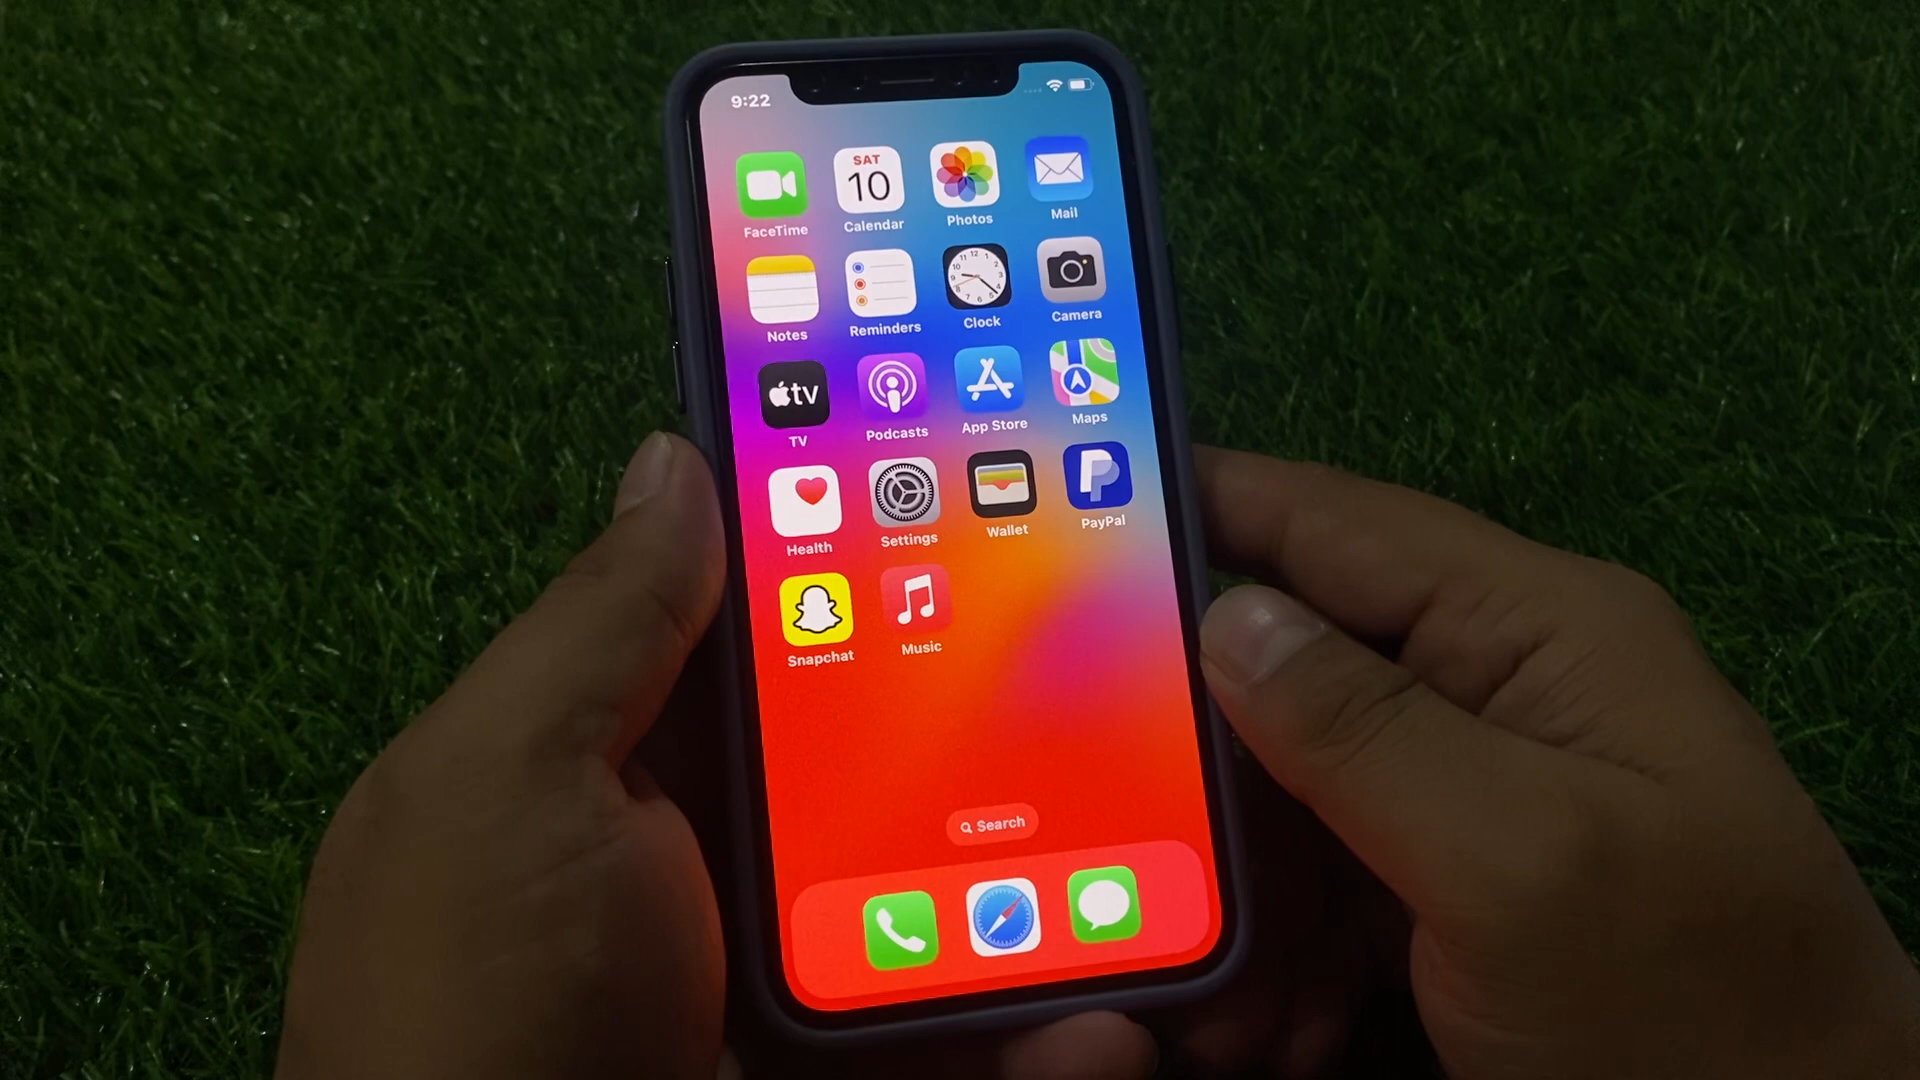 9:22
SAT
10
FaceTime
Calendar
Photos
Mail
Notes
Reminders
Clock
Camera
tv
TV
Podcasts
App Store
Maps
Health
Settings
Wallet
PayPal
Snapchat
Music
Search